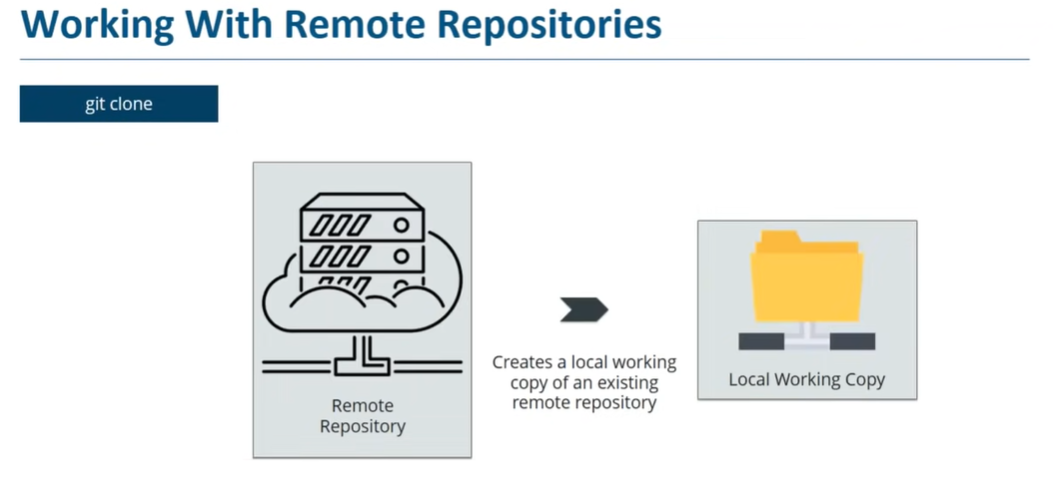 Working With Remote Repositories
git clone
Remote
Repository
Creates a local working
copy of an existing
remote repository
Local Working Copy